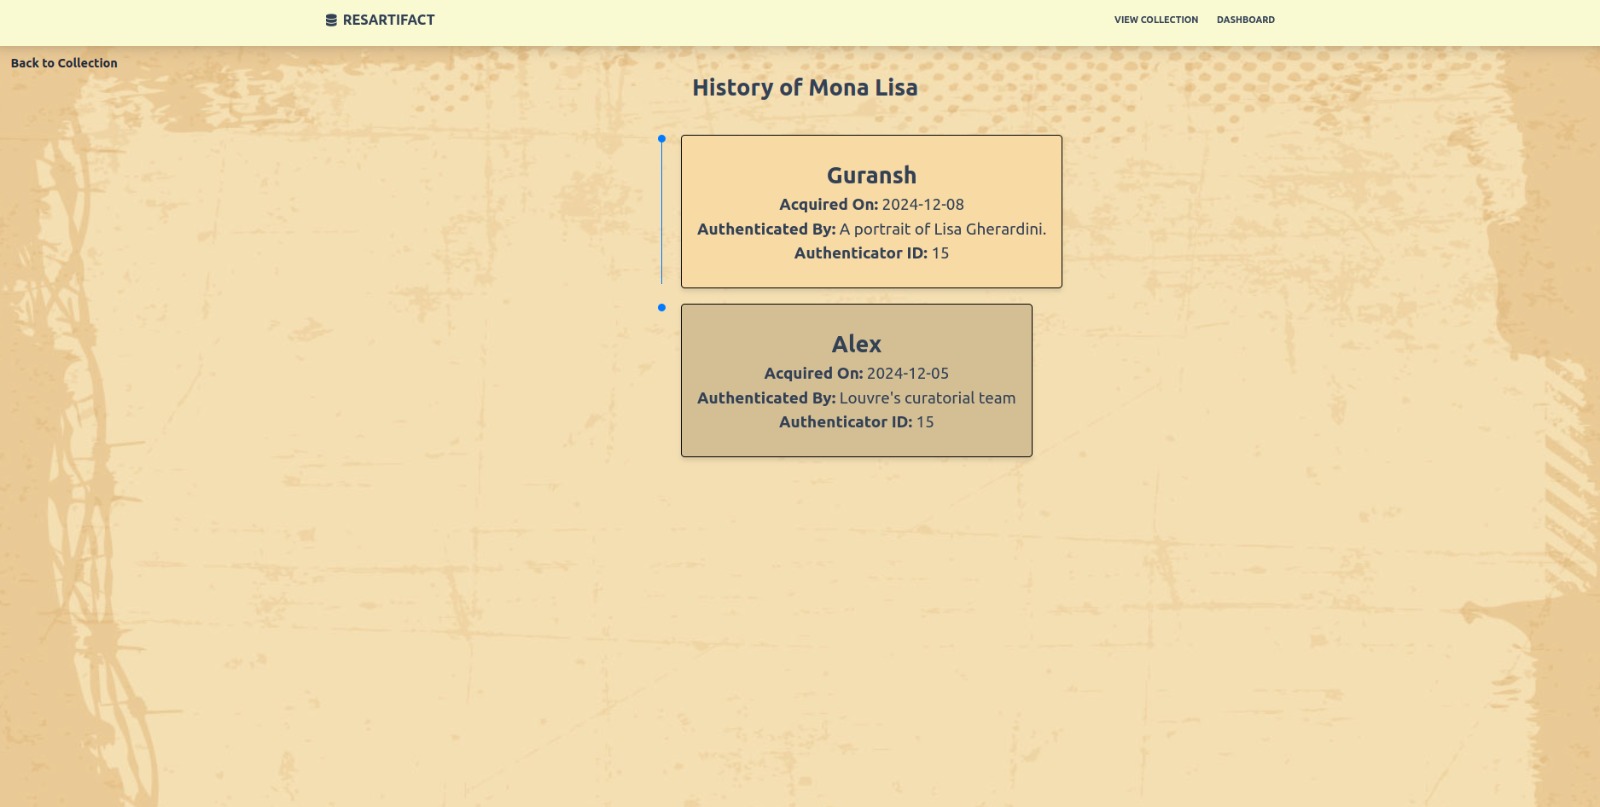 RESARTIFACT
VIEW COLLECTION DASHBOARD
Back to Collection
History of Mona Lisa
Guransh
Acquired On: 2024-12-08
Authenticated By: A portrait of Lisa Gherardini.
Authenticator ID: 15
Alex
Acquired On: 2024-12-05
Authenticated By: Louvre's curatorial team
Authenticator ID: 15